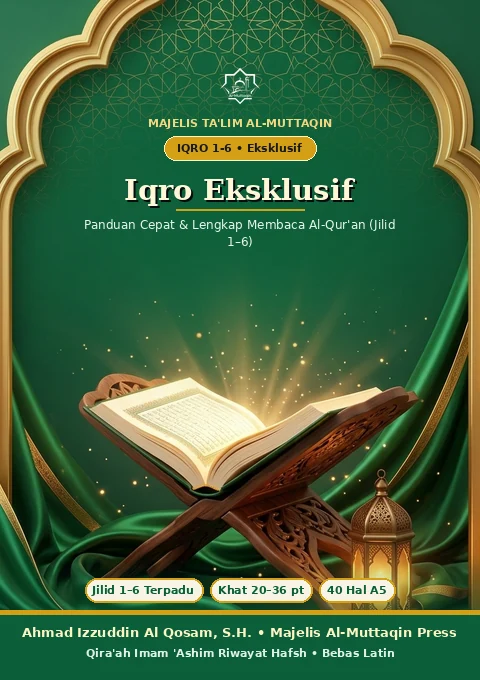 MAJELIS TA'LIM AL-MUTTAQIN
IQRO 1-6 • Eksklusif
Iqro Eksklusif
Panduan Cepat & Lengkap Membaca Al-Qur'an (Jilid
1–6)
Jilid 1–6 Terpadu
Khat 20–36 pt
40 Hal A5
Ahmad Izzuddin Al Qosam, S.H. • Majelis Al-Muttaqin Press
Qira'ah Imam 'Ashim Riwayat Hafsh • Bebas Latin